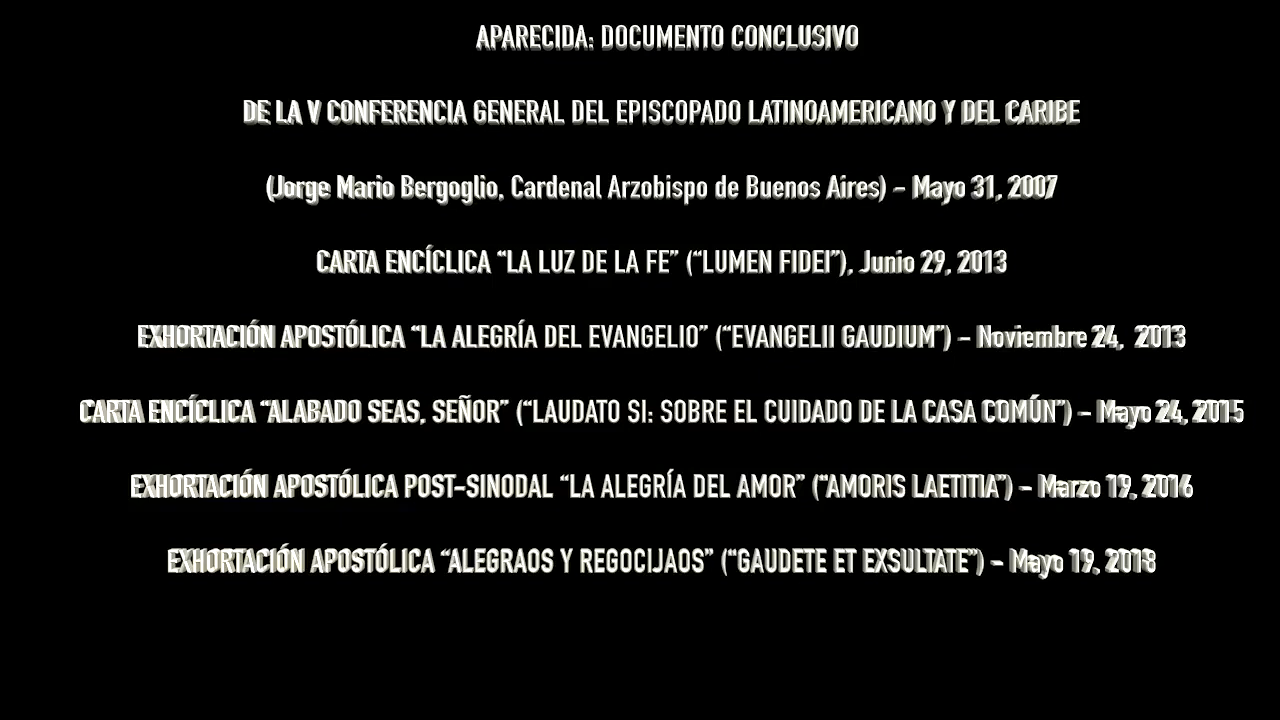 APARECIDA: DOCUMENTO CONCLUSIVO
DE LA V CONFERENCIA GENERAL DEL EPISCOPADO LATINOAMERICANO Y DEL CARIBE
(Jorge Mario Bergoglio, Cardenal Arzobispo de Buenos Aires) – Mayo 31, 2007
CARTA ENCÍCLICA “LA LUZ DE LA FE” (“LUMEN FIDEI”), Junio 29, 2013
EXHORTACIÓN APOSTÓLICA “LA ALEGRÍA DEL EVANGELIO” (“EVANGELII GAUDIUM”) – Noviembre 24, 2013
CARTA ENCÍCLICA “ALABADO SEAS, SEÑOR” (“LAUDATO SI: SOBRE EL CUIDADO DE LA CASA COMÚN”) – Mayo 24, 2015
EXHORTACIÓN APOSTÓLICA POST-SINODAL “LA ALEGRÍA DEL AMOR” (“AMORIS LAETITIA”) – Marzo 19, 2016
EXHORTACIÓN APOSTÓLICA “ALEGRAOS Y REGOCIJAOS” (“GAUDETE ET EXSULTATE”) – Mayo 19, 2018